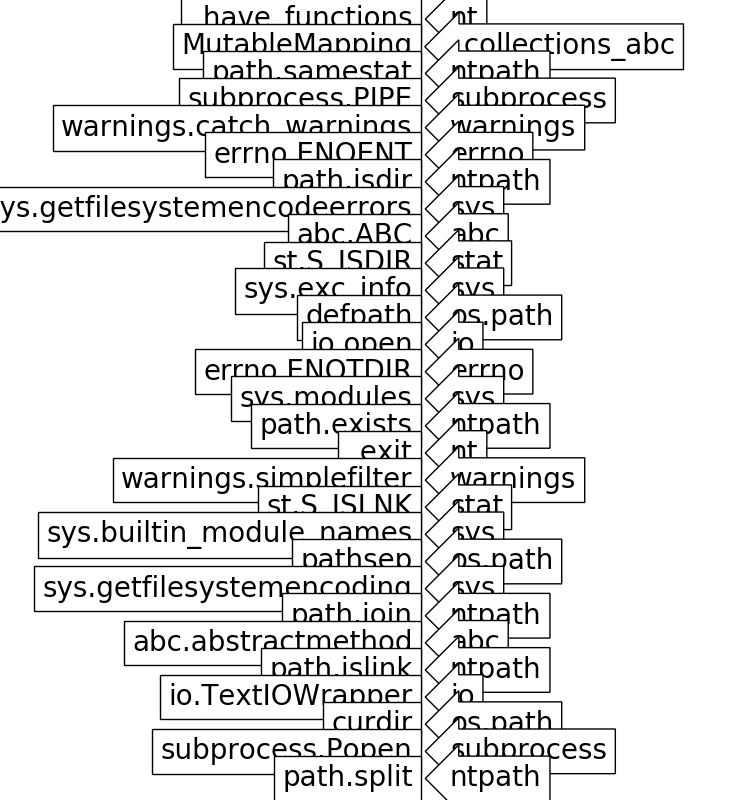 _have_functions nt
MutableMapping _collections_abc
path.samestat ntpath
subprocess.PIPE subprocess
warnings.catch_warnings warnings
errno.ENOENT errno
path.isdir ntpath
ys.getfilesystemencodeerrors sys
abc.ABC abc
st.S_ISDIR stat
sys.exc_info sys
defpath os.path
io.open io
errno.ENOTDIR errno
sys.modules sys
path.exists ntpath
_exit nt
warnings.simplefilter warnings
st.S_ISLNK stat
sys.builtin_module_names sys
pathsep os.path
sys.getfilesystemencoding sys
path.join ntpath
abc.abstractmethod abc
path.islink ntpath
io.TextIOWrapper io
curdir os.path
subprocess.Popen subprocess
path.split ntpath